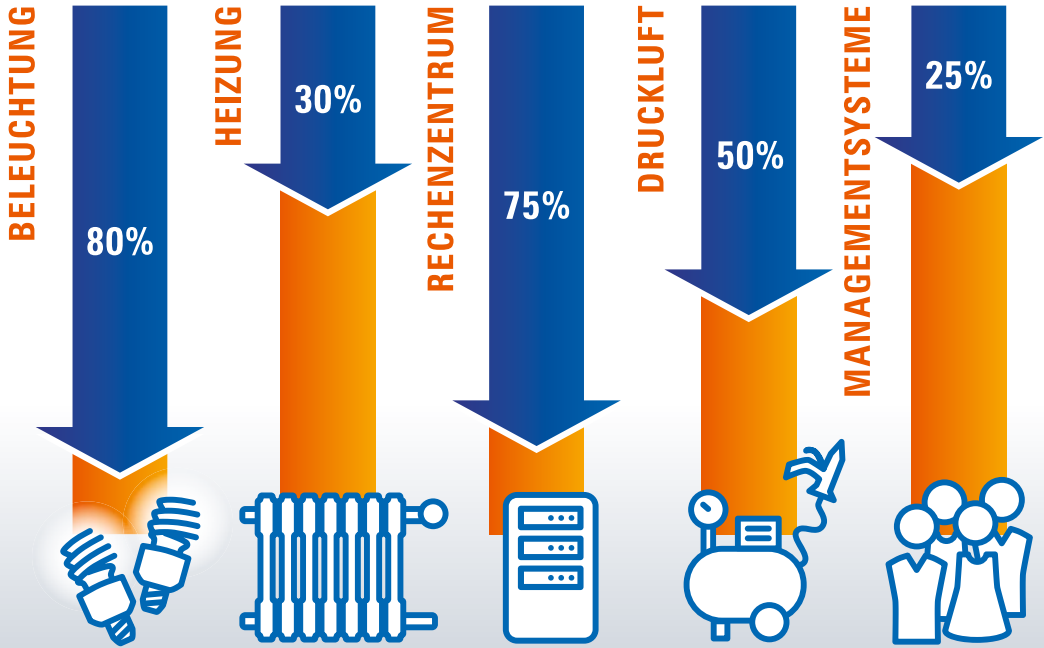 BELEUCHTUNG
80%
HEIZUNG
30%
RECHENZENTRUM
75%
DRUCKLUFT
50%
MANAGEMENTSYSTEME
25%